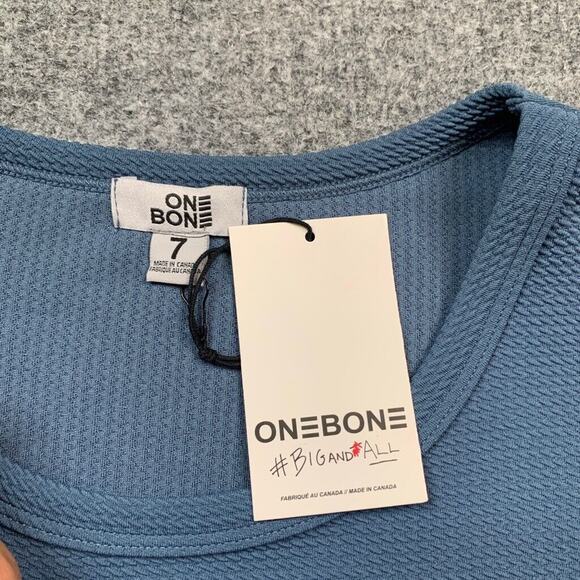 ONE
BONE
7
MADE IN CANADA
FABRIQUÉ AU CANADA
ONEBONE
#BIGANDALL
FABRIQUÉ AU CANADA // MADE IN CANADA